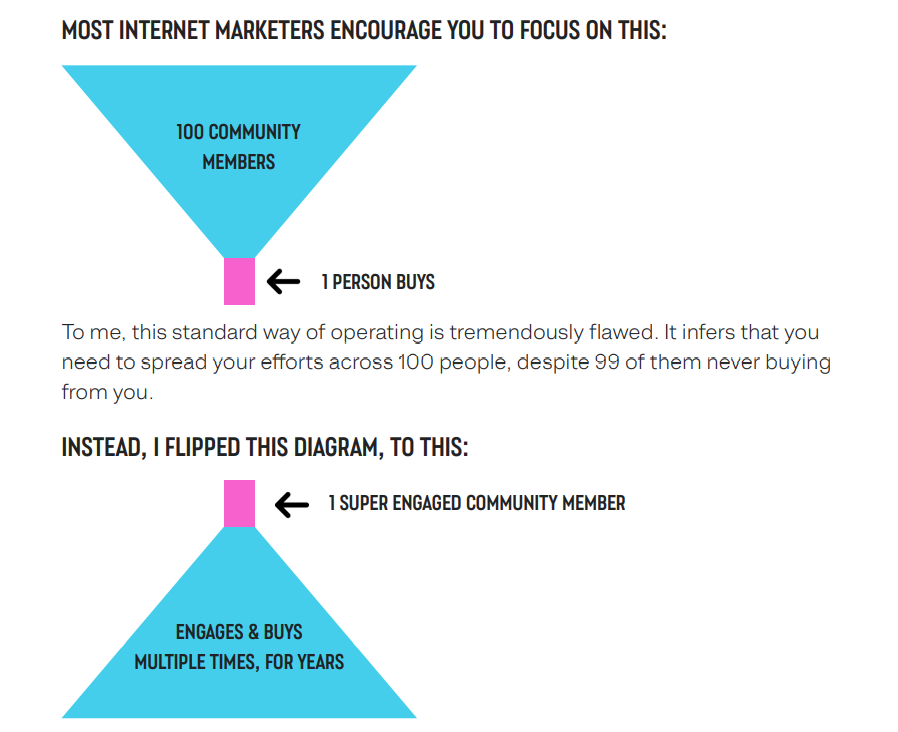 MOST INTERNET MARKETERS ENCOURAGE YOU TO FOCUS ON THIS:
100 COMMUNITY
MEMBERS
1 PERSON BUYS
To me, this standard way of operating is tremendously flawed. It infers that you
need to spread your efforts across 100 people, despite 99 of them never buying
from you.
INSTEAD, I FLIPPED THIS DIAGRAM, TO THIS:
1 SUPER ENGAGED COMMUNITY MEMBER
ENGAGES & BUYS
MULTIPLE TIMES, FOR YEARS